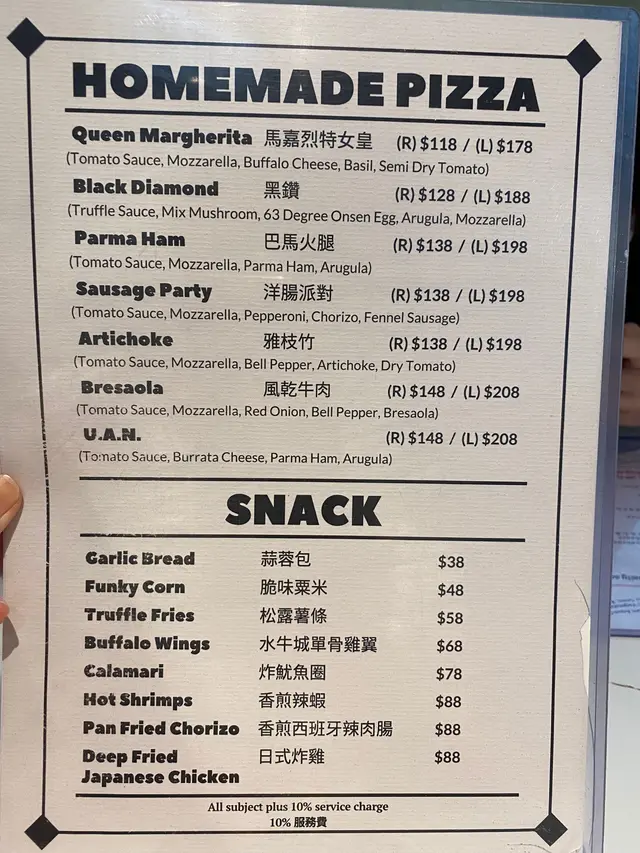 HOMEMADE PIZZA
Queen Margherita 馬嘉烈特女皇 (R) $118 / (L) $178
(Tomato Sauce, Mozzarella, Buffalo Cheese, Basil, Semi Dry Tomato)
Black Diamond 黑鑽 (R) $128 / (L) $188
(Truffle Sauce, Mix Mushroom, 63 Degree Onsen Egg, Arugula, Mozzarella)
Parma Ham 巴馬火腿 (R) $138 / (L) $198
(Tomato Sauce, Mozzarella, Parma Ham, Arugula)
Sausage Party 洋腸派對 (R) $138 / (L) $198
(Tomato Sauce, Mozzarella, Pepperoni, Chorizo, Fennel Sausage)
Artichoke 雅枝竹 (R) $138 / (L) $198
(Tomato Sauce, Mozzarella, Bell Pepper, Artichoke, Dry Tomato)
Bresaola 風乾牛肉 (R) $148 / (L) $208
(Tomato Sauce, Mozzarella, Red Onion, Bell Pepper, Bresaola)
U.A.N. (R) $148 / (L) $208
(Tomato Sauce, Burrata Cheese, Parma Ham, Arugula)
SNACK
Garlic Bread 蒜蓉包 $38
Funky Corn 脆味粟米 $48
Truffle Fries 松露薯條 $58
Buffalo Wings 水牛城單骨雞翼 $68
Calamari 炸魷魚圈 $78
Hot Shrimps 香煎辣蝦 $88
Pan Fried Chorizo 香煎西班牙辣肉腸 $88
Deep Fried 日式炸雞 $88
Japanese Chicken
All subject plus 10% service charge
10% 服務費